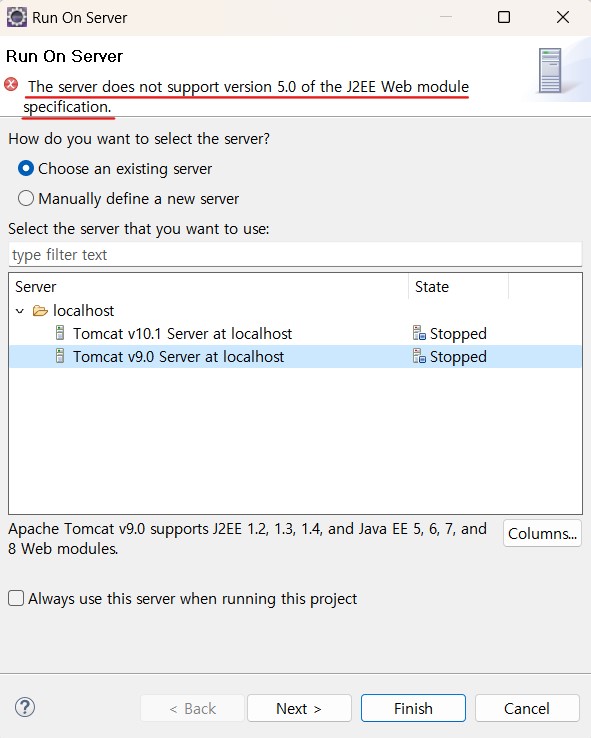 Run On Server
Run On Server
The server does not support version 5.0 of the J2EE Web module
specification.
How do you want to select the server?
Choose an existing server
Manually define a new server
Select the server that you want to use:
type filter text
Server State
localhost
Tomcat v10.1 Server at localhost Stopped
Tomcat v9.0 Server at localhost Stopped
Apache Tomcat v9.0 supports J2EE 1.2, 1.3, 1.4, and Java EE 5, 6, 7, and
8 Web modules.
Columns...
Always use this server when running this project
? < Back Next > Finish Cancel